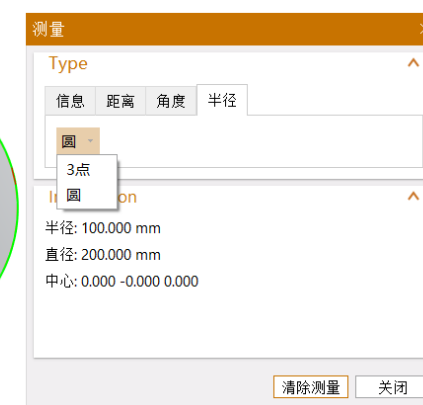 测量
Type
信息 距离 角度 半径
圆
3点
圆
on
半径: 100.000 mm
直径: 200.000 mm
中心: 0.000 -0.000 0.000
清除测量 关闭